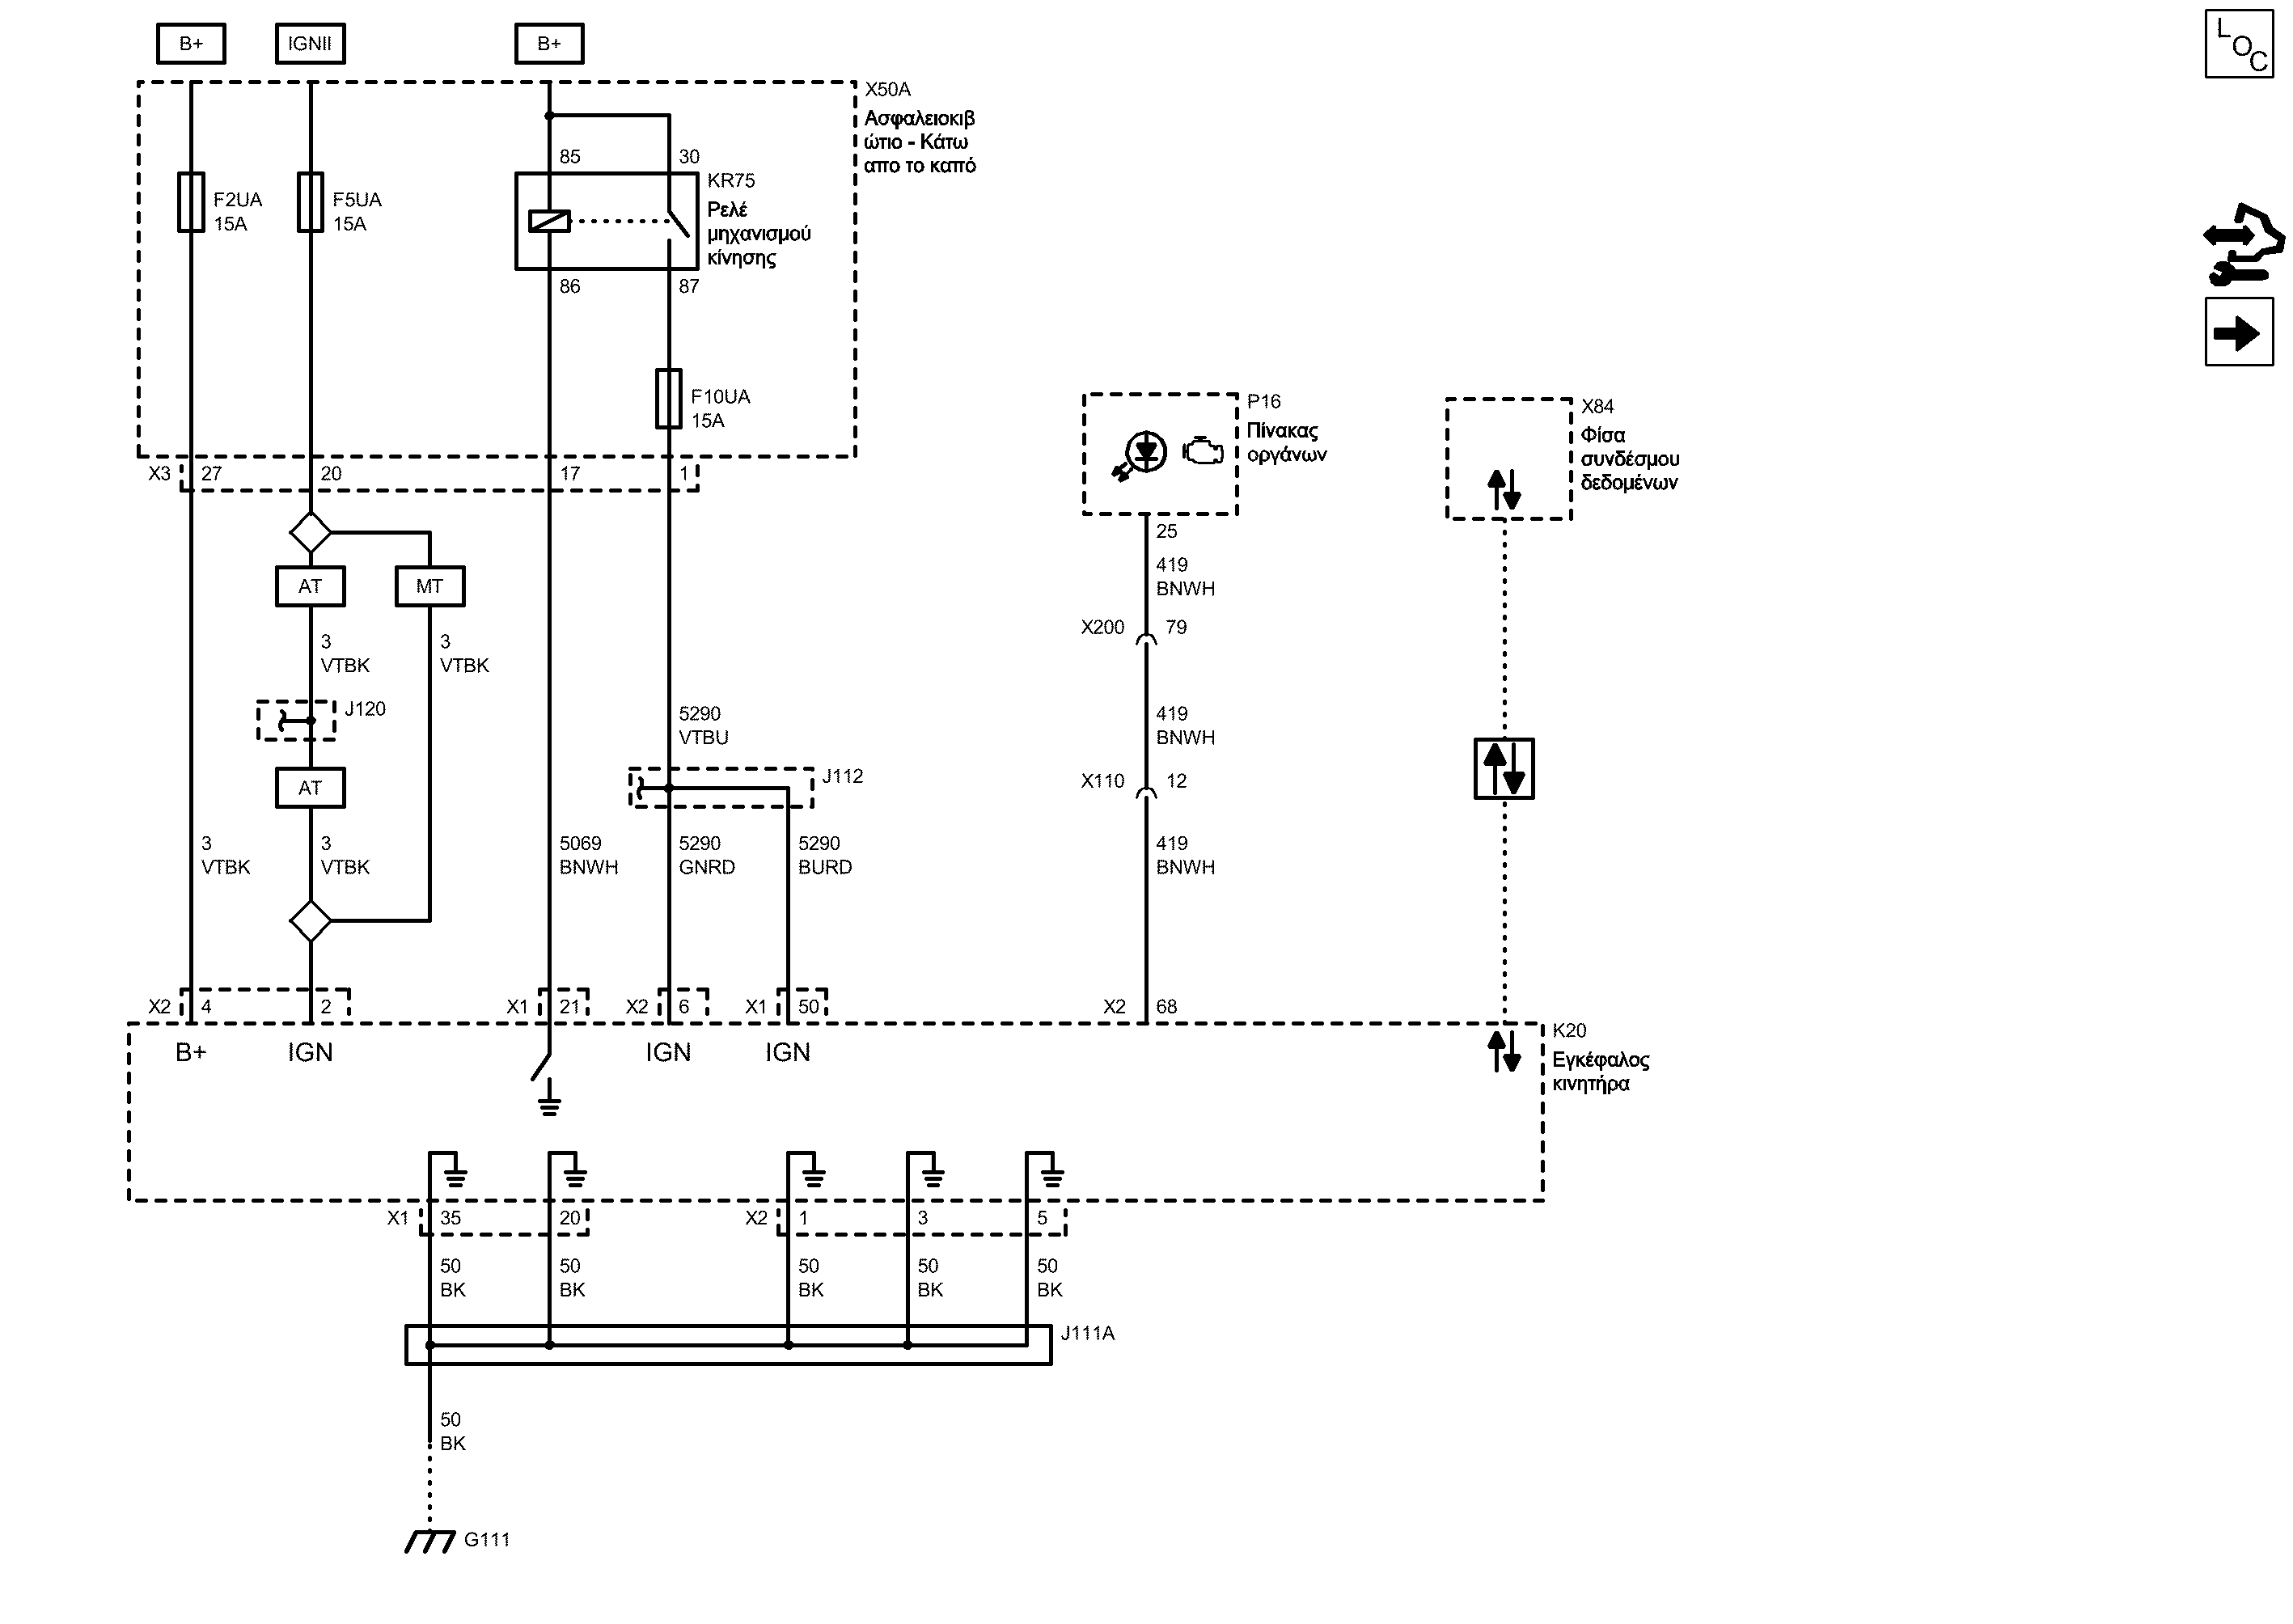 B+
IGNII
B+
L
O
C
X50A
Ασφαλειοκιβ
ώτιο - Κάτω
απο το καπό
85
30
KR75
Ρελέ
μηχανισμού
κίνησης
F2UA
15A
F5UA
15A
86
87
F10UA
15A
P16
Πίνακας
οργάνων
X84
Φίσα
συνδέσμου
δεδομένων
X3
27
20
17
1
25
419
BNWH
AT
MT
X200
79
3
VTBK
3
VTBK
J120
5290
VTBU
419
BNWH
J112
X110
12
AT
3
VTBK
3
VTBK
5069
BNWH
5290
GNRD
5290
BURD
419
BNWH
X2
4
2
X1
21
X2
6
X1
50
X2
68
K20
Εγκέφαλος
κινητήρα
B+
IGN
IGN
IGN
X1
35
20
X2
1
3
5
50
BK
50
BK
50
BK
50
BK
50
BK
J111A
50
BK
G111